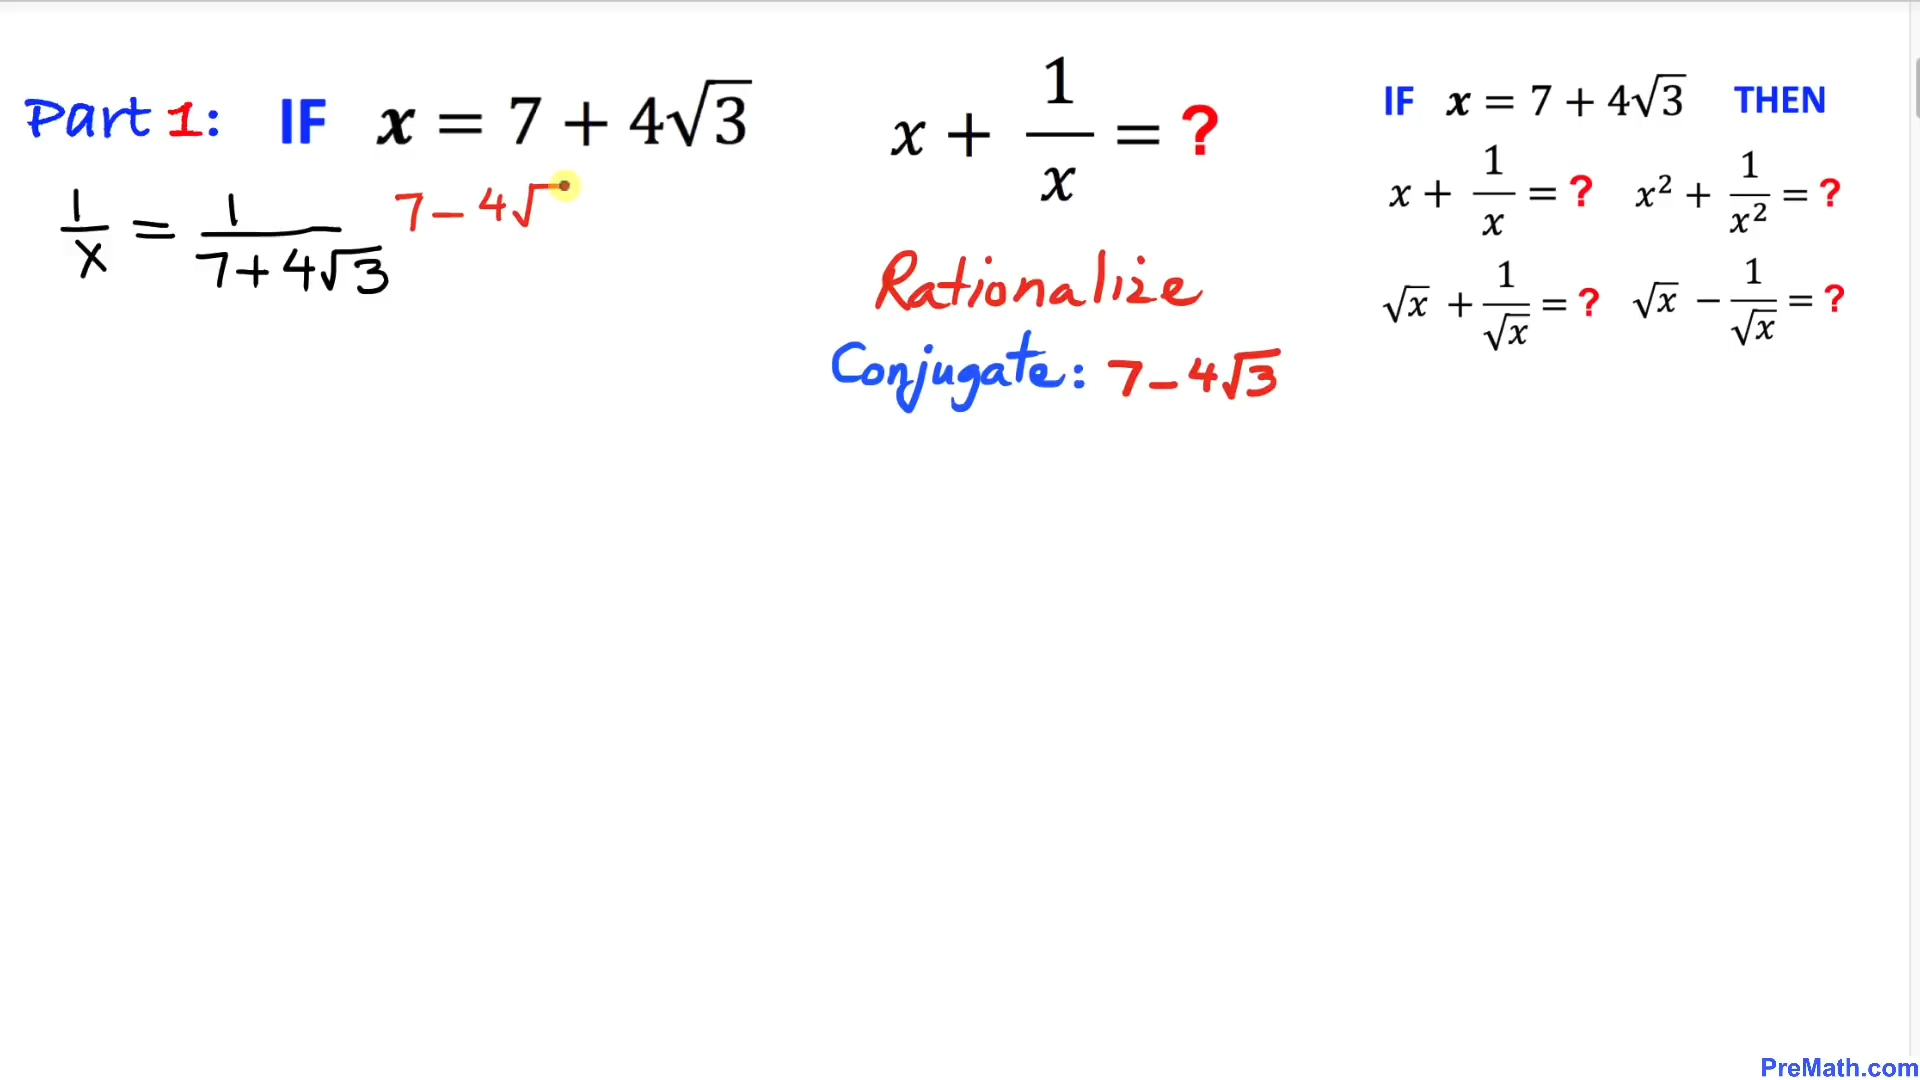 Part 1: IF x = 7 + 4√3
x + 1/x = ?
1/x = 1/(7+4√3) 7-4√
Rationalize
Conjugate: 7-4√3
IF x = 7 + 4√3 THEN
x + 1/x = ? x² + 1/x² = ?
√x + 1/√x = ? √x − 1/√x = ?
PreMath.com